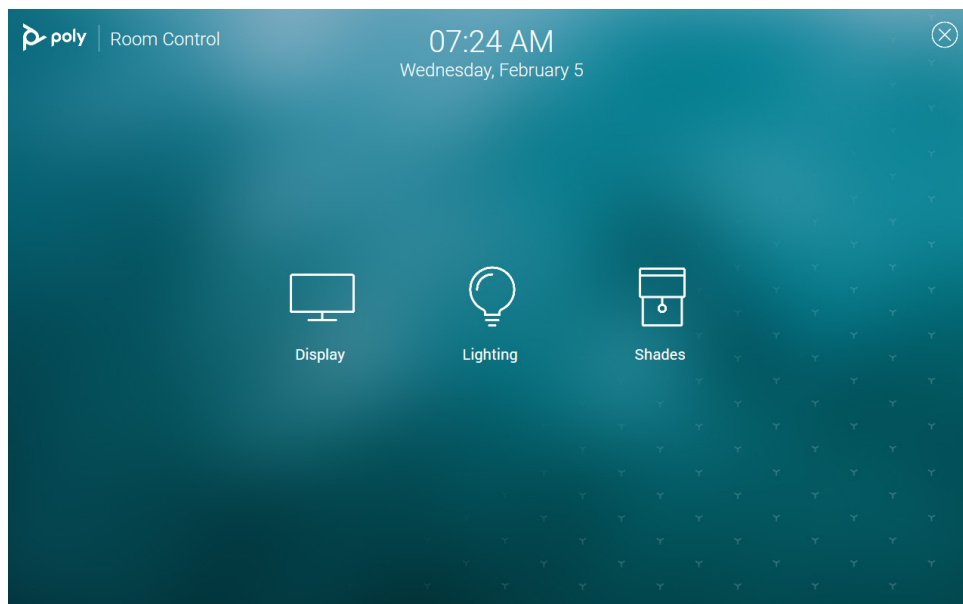 poly Room Control
07:24 AM
Wednesday, February 5
Display
Lighting
Shades